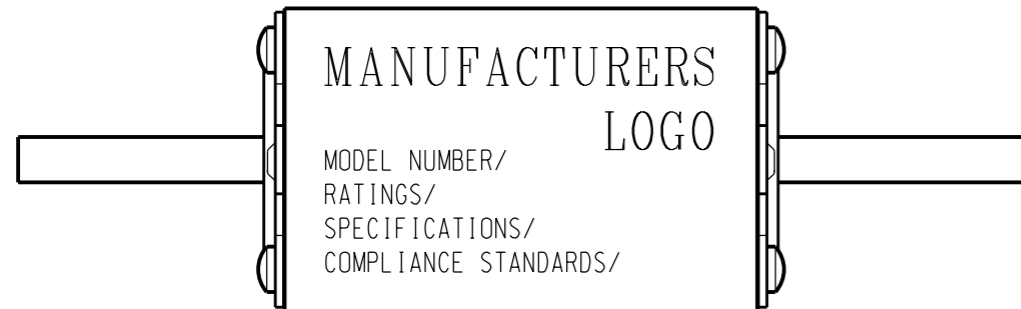 MANUFACTURERS
LOGO
MODEL NUMBER/
RATINGS/
SPECIFICATIONS/
COMPLIANCE STANDARDS/